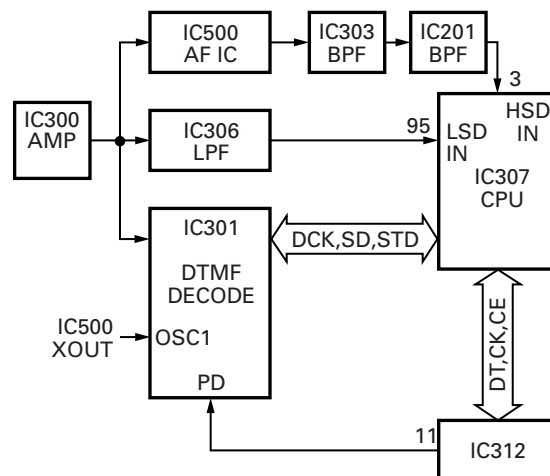 IC500
AF IC
IC303
BPF
IC201
BPF
3
IC300
AMP
IC306
LPF
95
LSD
IN
HSD
IN
IC307
CPU
IC301
DTMF
DECODE
DCK,SD,STD
IC500
XOUT
OSC1
PD
DT,CK,CE
11
IC312